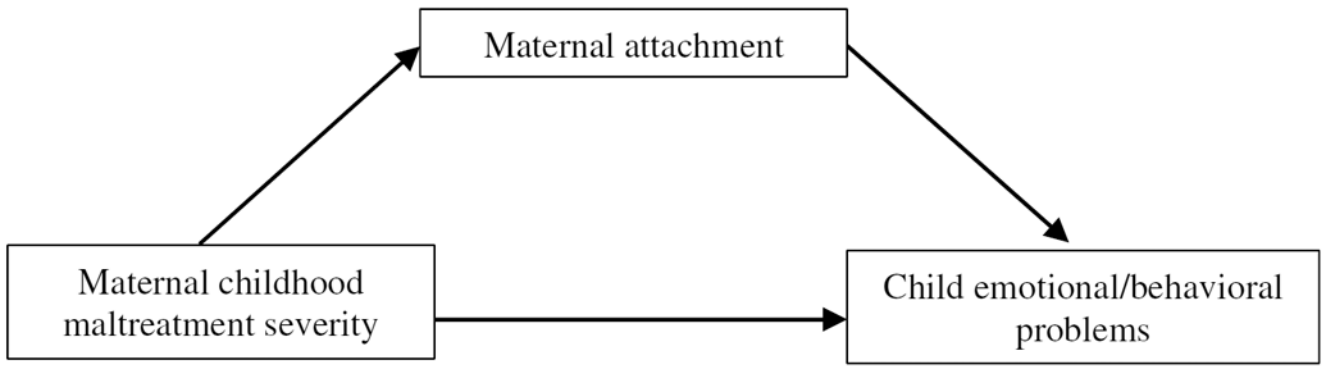 Maternal attachment
Maternal childhood
maltreatment severity
Child emotional/behavioral
problems